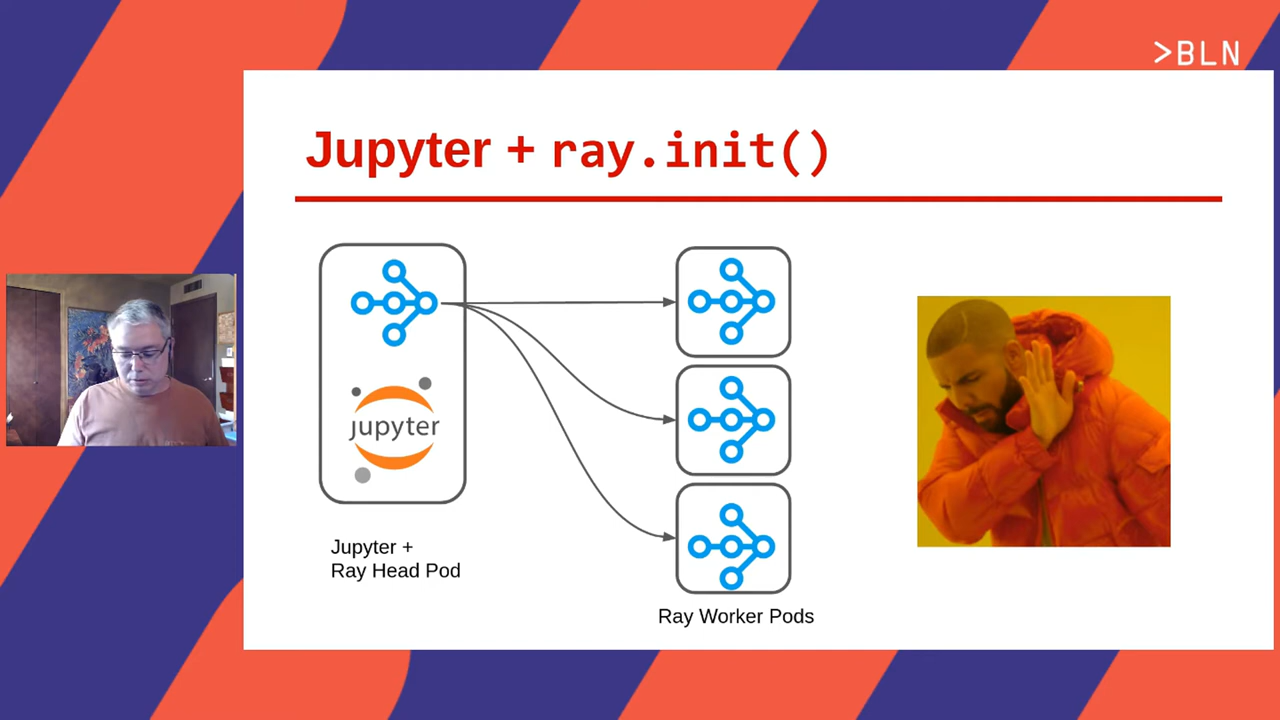 >BLN
Jupyter + ray.init()
jupyter
Jupyter +
Ray Head Pod
Ray Worker Pods